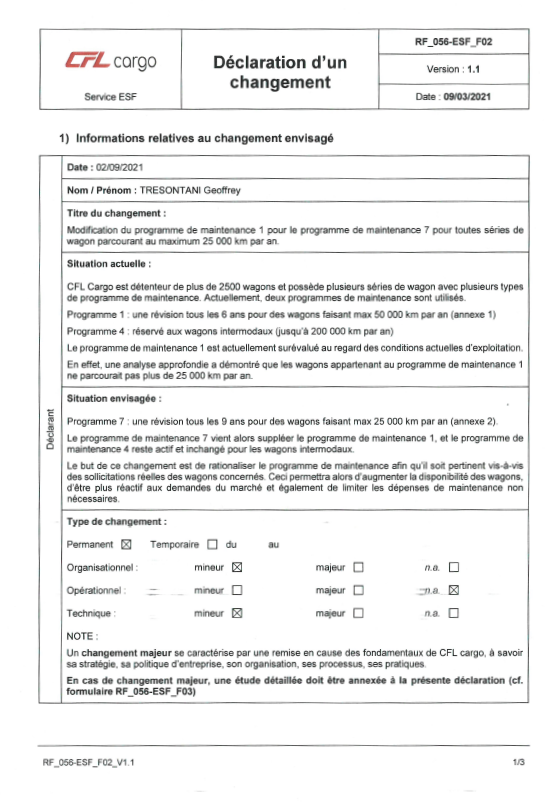 CFL cargo
Service ESF
Déclaration d'un
changement
RF_056-ESF_F02
Version : 1.1
Date : 09/03/2021
1) Informations relatives au changement envisagé
Déclarant
Date : 02/09/2021
Nom / Prénom : TRESONTANI Geoffrey
Titre du changement :
Modification du programme de maintenance 1 pour le programme de maintenance 7 pour toutes séries de
wagon parcourant au maximum 25 000 km par an.
Situation actuelle :
CFL Cargo est détenteur de plus de 2500 wagons et possède plusieurs séries de wagon avec plusieurs types
de programme de maintenance. Actuellement, deux programmes de maintenance sont utilisés.
Programme 1 : une révision tous les 6 ans pour des wagons faisant max 50 000 km par an (annexe 1)
Programme 4 : réservé aux wagons intermodaux (jusqu'à 200 000 km par an)
Le programme de maintenance 1 est actuellement surévalué au regard des conditions actuelles d'exploitation.
En effet, une analyse approfondie a démontré que les wagons appartenant au programme de maintenance 1
ne parcourait pas plus de 25 000 km par an.
Situation envisagée :
Programme 7 : une révision tous les 9 ans pour des wagons faisant max 25 000 km par an (annexe 2).
Le programme de maintenance 7 vient alors suppléer le programme de maintenance 1, et le programme de
maintenance 4 reste actif et inchangé pour les wagons intermodaux.
Le but de ce changement est de rationaliser le programme de maintenance afin qu'il soit pertinent vis-à-vis
des sollicitations réelles des wagons concernés. Ceci permettra alors d'augmenter la disponibilité des wagons,
d'être plus réactif aux demandes du marché et également de limiter les dépenses de maintenance non
nécessaires.
Type de changement :
Permanent ☒ Temporaire ☐ du au
Organisationnel : mineur ☒ majeur ☐ n.a. ☐
Opérationnel : mineur ☐ majeur ☐ n.a. ☒
Technique : mineur ☒ majeur ☐ n.a. ☐
NOTE :
Un changement majeur se caractérise par une remise en cause des fondamentaux de CFL cargo, à savoir
sa stratégie, sa politique d'entreprise, son organisation, ses processus, ses pratiques.
En cas de changement majeur, une étude détaillée doit être annexée à la présente déclaration (cf.
formulaire RF_056-ESF_F03)
RF_056-ESF_F02_V1.1
1/3